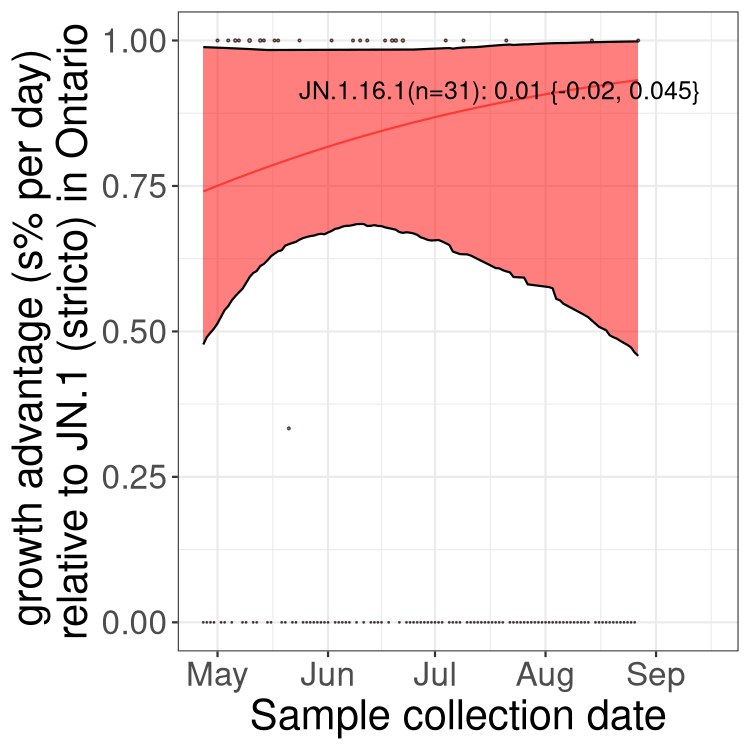 growth advantage (s% per day)
relative to JN.1 (stricto) in Ontario
1.00
0.75
0.50
0.25
0.00
JN.1.16.1(n=31): 0.01 {-0.02, 0.045}
May Jun Jul Aug Sep
Sample collection date